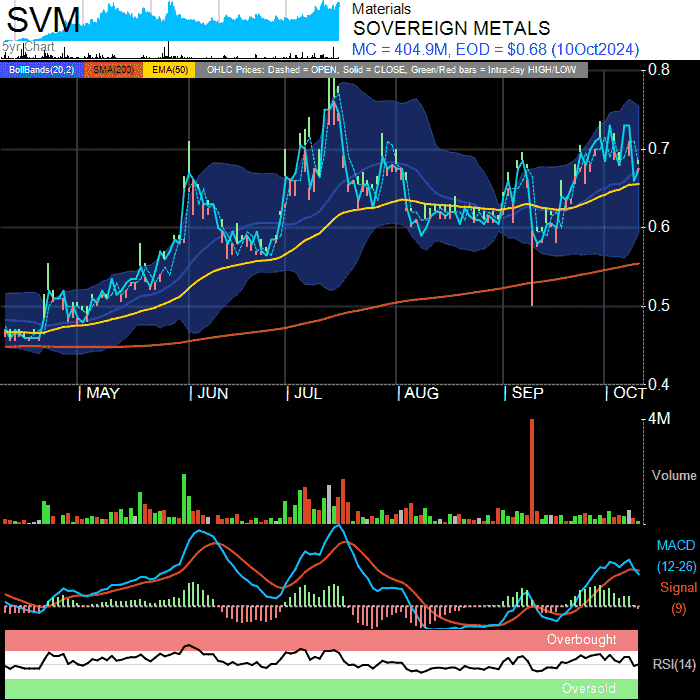 SVM
5yr Chart
Materials
SOVEREIGN METALS
MC = 404.9M, EOD = $0.68 (10Oct2024)
BollBands(20,2) SMA(200) EMA(50) OHLC Prices: Dashed = OPEN, Solid = CLOSE, Green/Red bars = Intra-day HIGH/LOW
0.8
0.7
0.6
0.5
0.4
| MAY | JUN | JUL | AUG | SEP | OCT
4M
Volume
MACD
(12-26)
Signal
(9)
Overbought
RSI(14)
Oversold